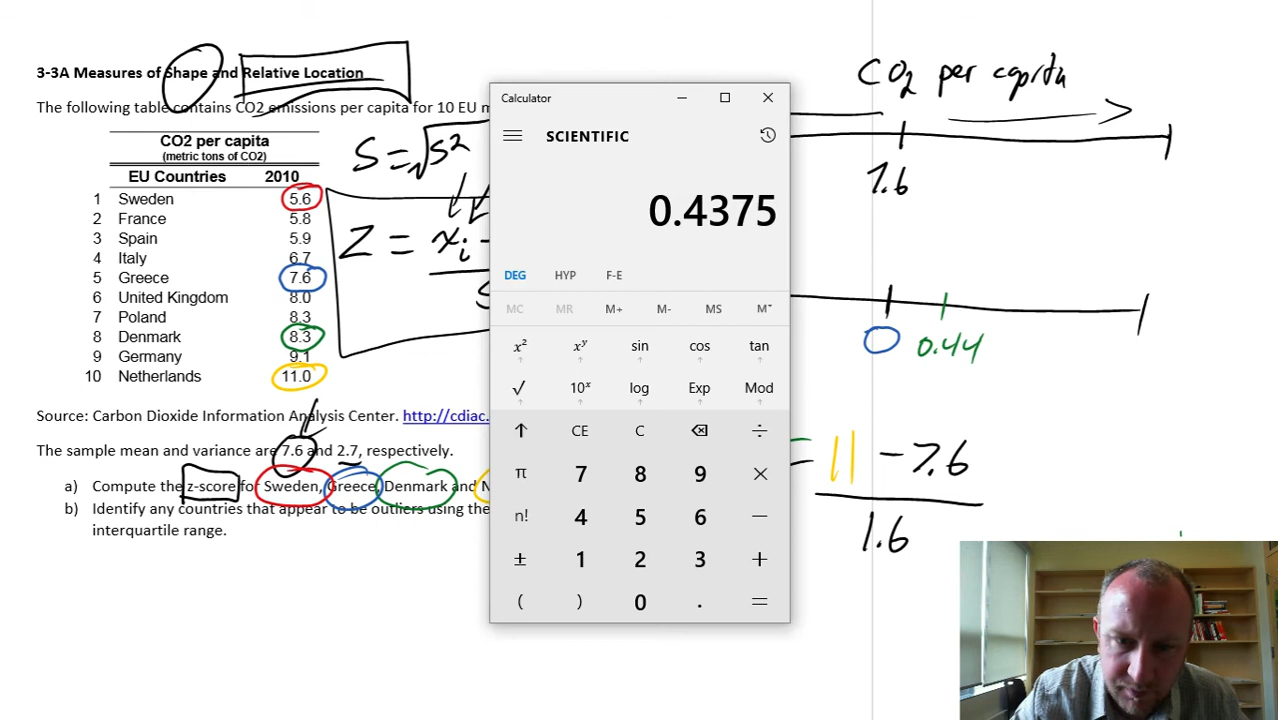 3-3A Measures of Shape and Relative Location
The following table contains CO2 emissions per capita for 10 EU m
CO2 per capita
(metric tons of CO2)
EU Countries 2010
1 Sweden 5.6
2 France 5.8
3 Spain 5.9
4 Italy 6.7
5 Greece 7.6
6 United Kingdom 8.0
7 Poland 8.3
8 Denmark 8.3
9 Germany 9.1
10 Netherlands 11.0
Source: Carbon Dioxide Information Analysis Center. http://cdiac.
The sample mean and variance are 7.6 and 2.7, respectively.
a) Compute the z-score for Sweden, Greece, Denmark and N
b) Identify any countries that appear to be outliers using the
interquartile range.
S = √S²
Z = xi -
S
Calculator
SCIENTIFIC
0.4375
DEG HYP F-E
MC MR M+ M- MS M˅
x² xʸ sin cos tan
√ 10ˣ log Exp Mod
↑ CE C ÷
π 7 8 9 ×
n! 4 5 6 −
± 1 2 3 +
( ) 0 . =
CO2 per capita
7.6
0 0.44
= 11 - 7.6
1.6